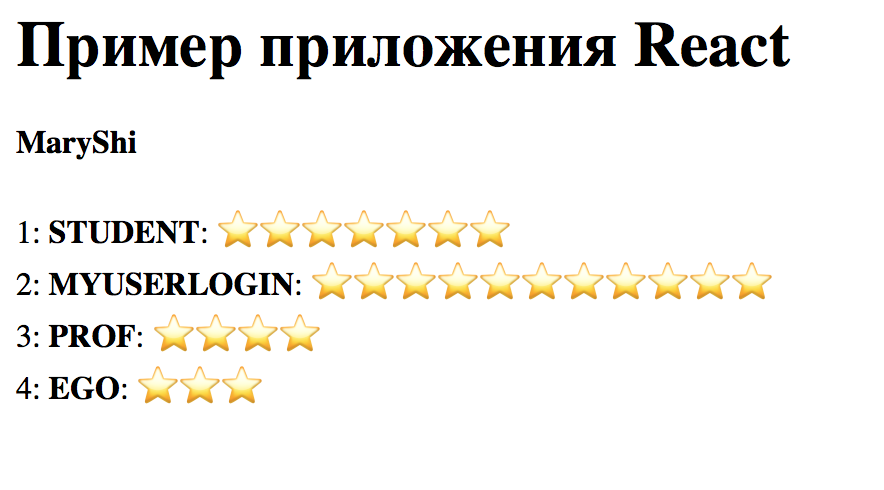 Пример приложения React
MaryShi
1: STUDENT: ⭐⭐⭐⭐⭐⭐⭐
2: MYUSERLOGIN: ⭐⭐⭐⭐⭐⭐⭐⭐⭐⭐⭐
3: PROF: ⭐⭐⭐⭐
4: EGO: ⭐⭐⭐